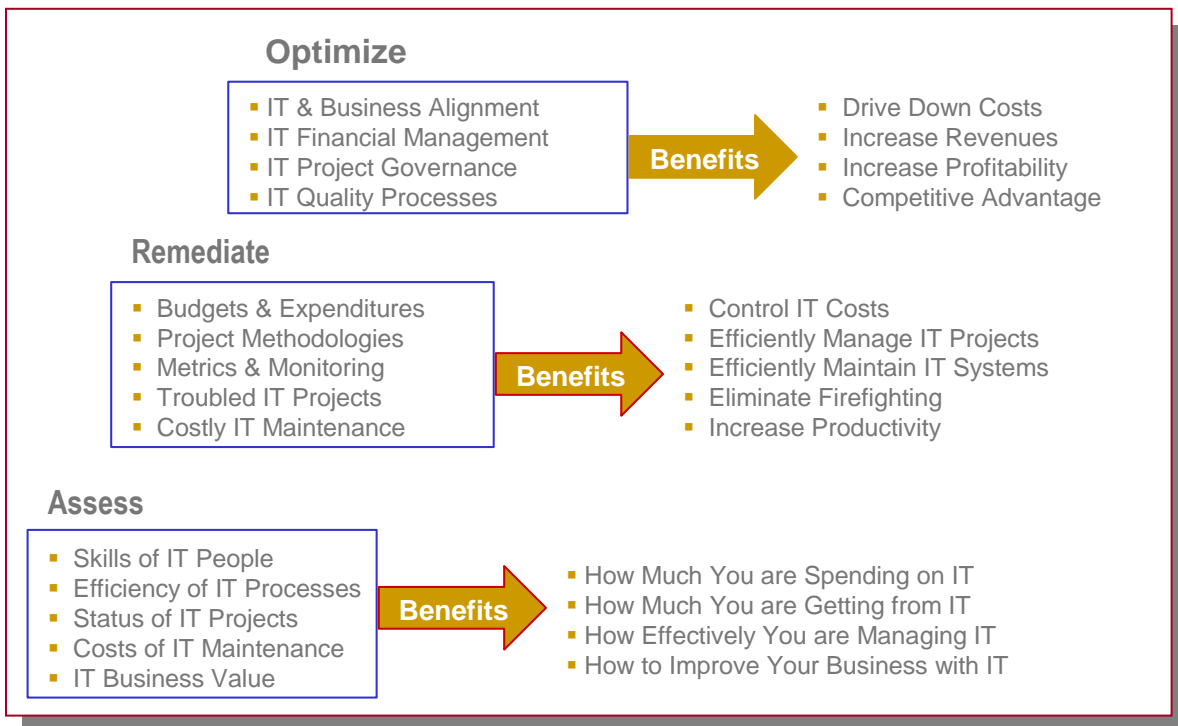 Optimize
▪ IT & Business Alignment
▪ IT Financial Management
▪ IT Project Governance
▪ IT Quality Processes
Benefits
▪ Drive Down Costs
▪ Increase Revenues
▪ Increase Profitability
▪ Competitive Advantage
Remediate
▪ Budgets & Expenditures
▪ Project Methodologies
▪ Metrics & Monitoring
▪ Troubled IT Projects
▪ Costly IT Maintenance
Benefits
▪ Control IT Costs
▪ Efficiently Manage IT Projects
▪ Efficiently Maintain IT Systems
▪ Eliminate Firefighting
▪ Increase Productivity
Assess
▪ Skills of IT People
▪ Efficiency of IT Processes
▪ Status of IT Projects
▪ Costs of IT Maintenance
▪ IT Business Value
Benefits
▪ How Much You are Spending on IT
▪ How Much You are Getting from IT
▪ How Effectively You are Managing IT
▪ How to Improve Your Business with IT